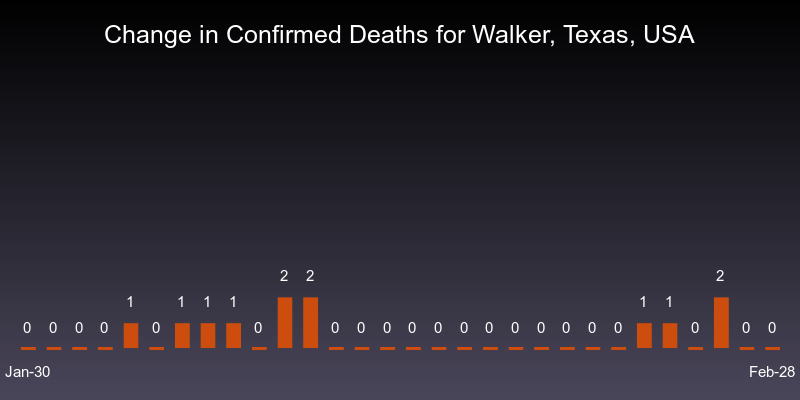 Change in Confirmed Deaths for Walker, Texas, USA
0 0 0 0 1 0 1 1 1 0 2 2 0 0 0 0 0 0 0 0 0 0 0 0 1 1 0 2 0 0
Jan-30 Feb-28